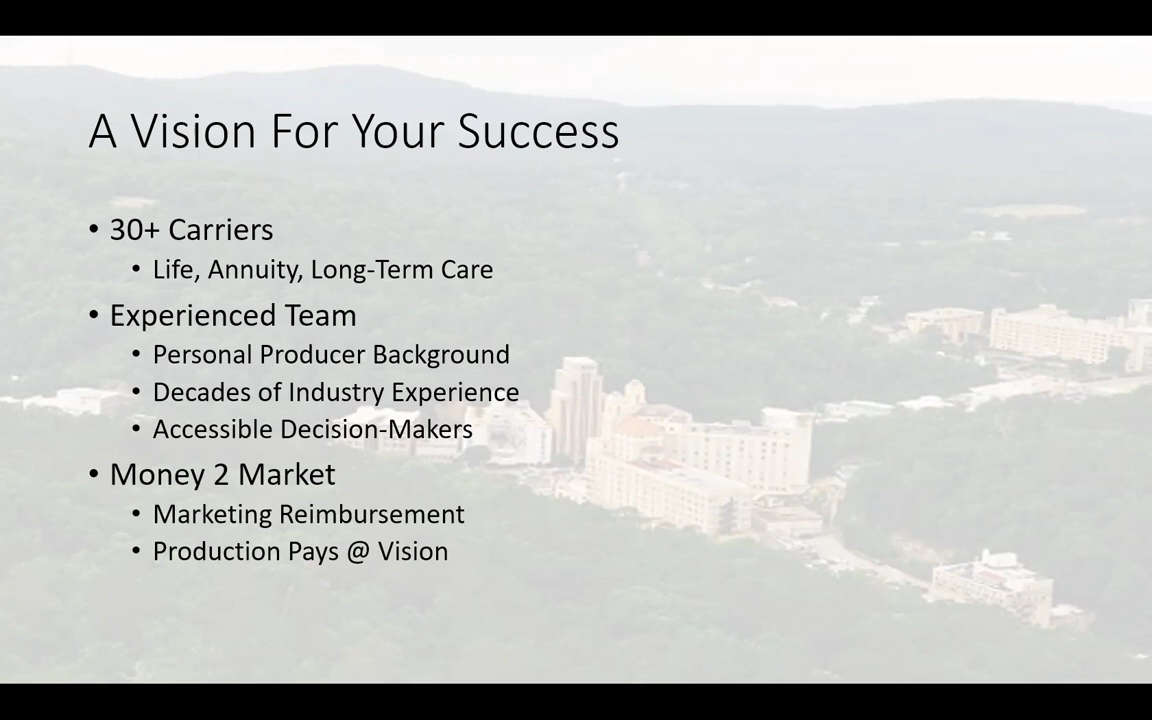 A Vision For Your Success
• 30+ Carriers
• Life, Annuity, Long-Term Care
• Experienced Team
• Personal Producer Background
• Decades of Industry Experience
• Accessible Decision-Makers
• Money 2 Market
• Marketing Reimbursement
• Production Pays @ Vision